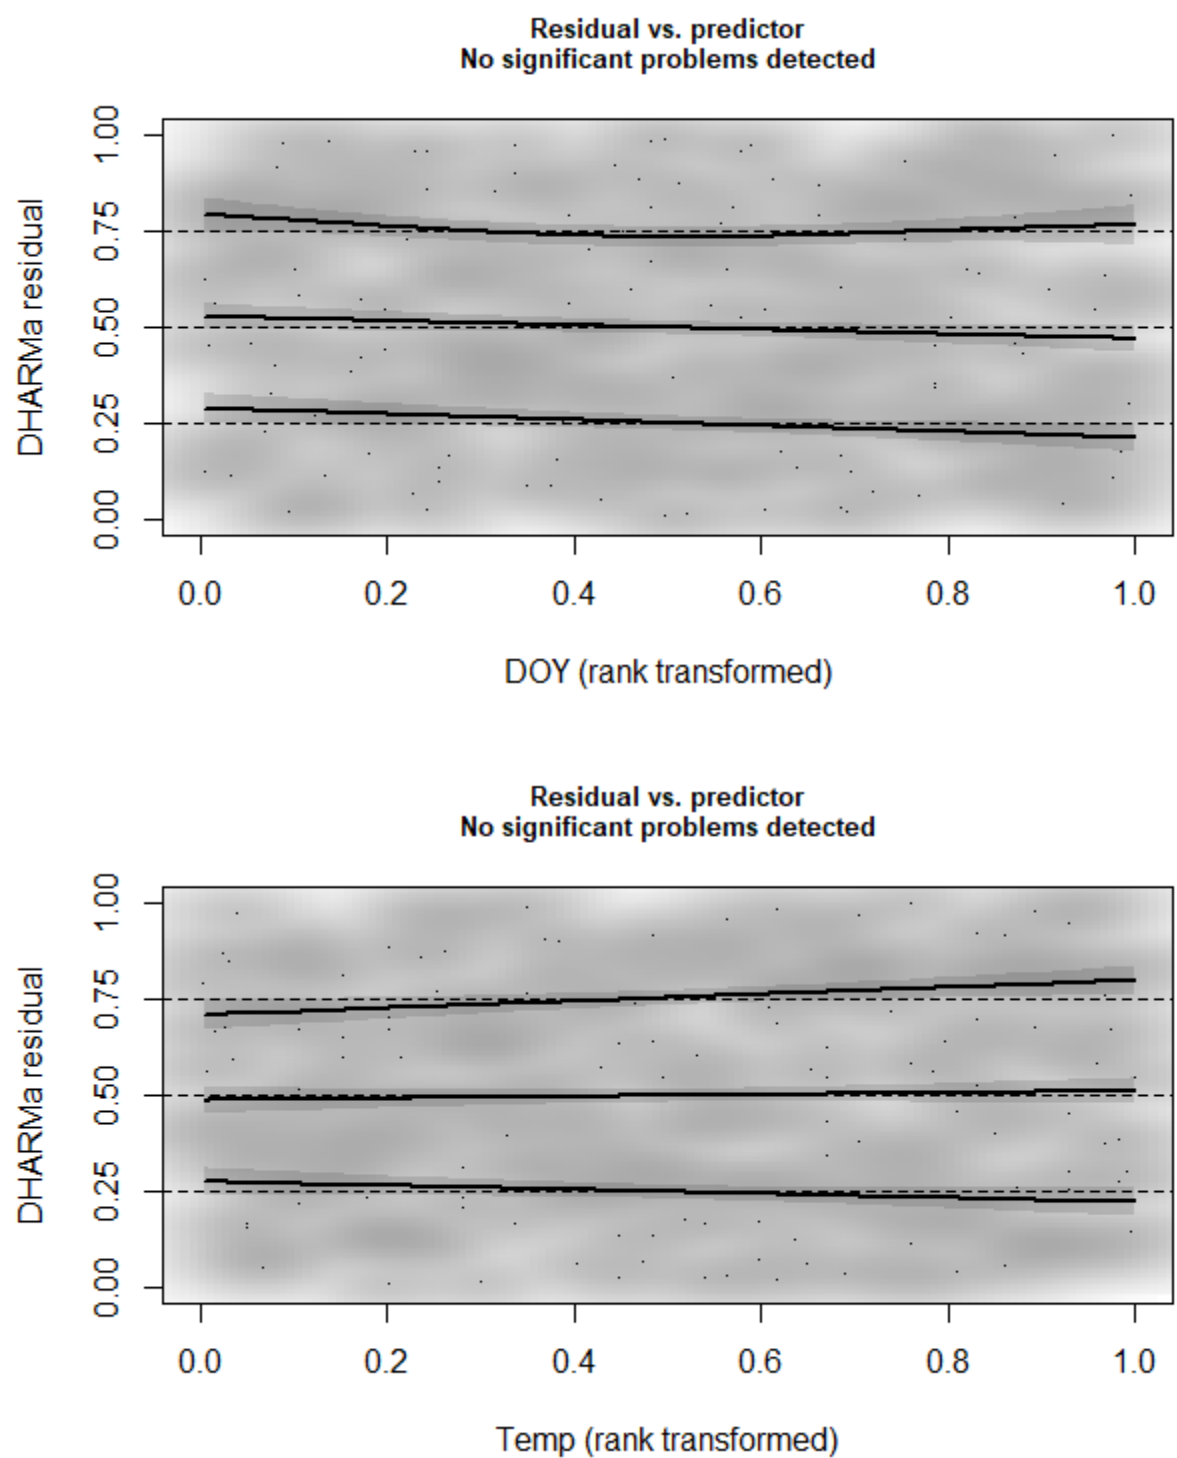 Residual vs. predictor
No significant problems detected
DHARMa residual
1.00
0.75
0.50
0.25
0.00
0.0 0.2 0.4 0.6 0.8 1.0
DOY (rank transformed)
Residual vs. predictor
No significant problems detected
DHARMa residual
1.00
0.75
0.50
0.25
0.00
0.0 0.2 0.4 0.6 0.8 1.0
Temp (rank transformed)